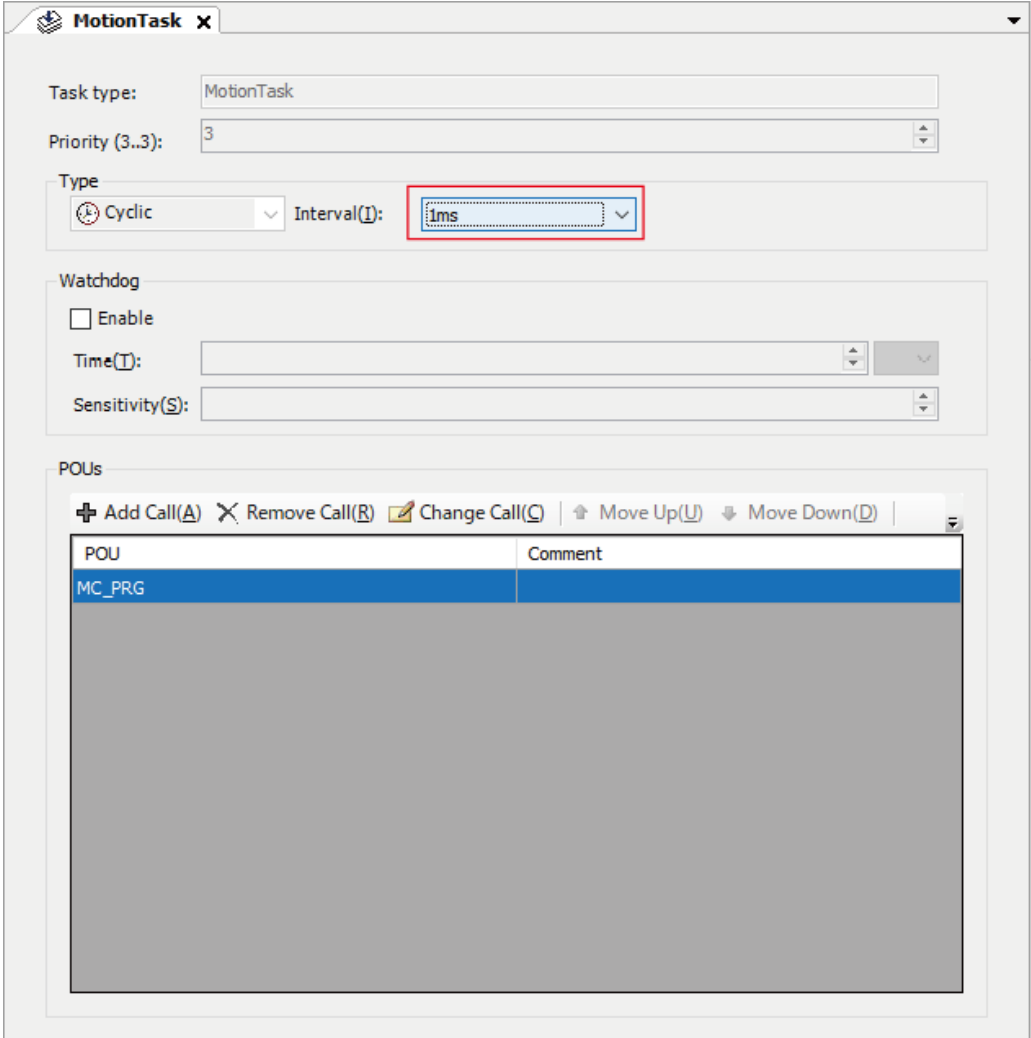 MotionTask
Task type: MotionTask
Priority (3..3): 3
Type
Cyclic Interval(I): 1ms
Watchdog
Enable
Time(T):
Sensitivity(S):
POUs
Add Call(A) Remove Call(R) Change Call(C) Move Up(U) Move Down(D)
POU Comment
MC_PRG